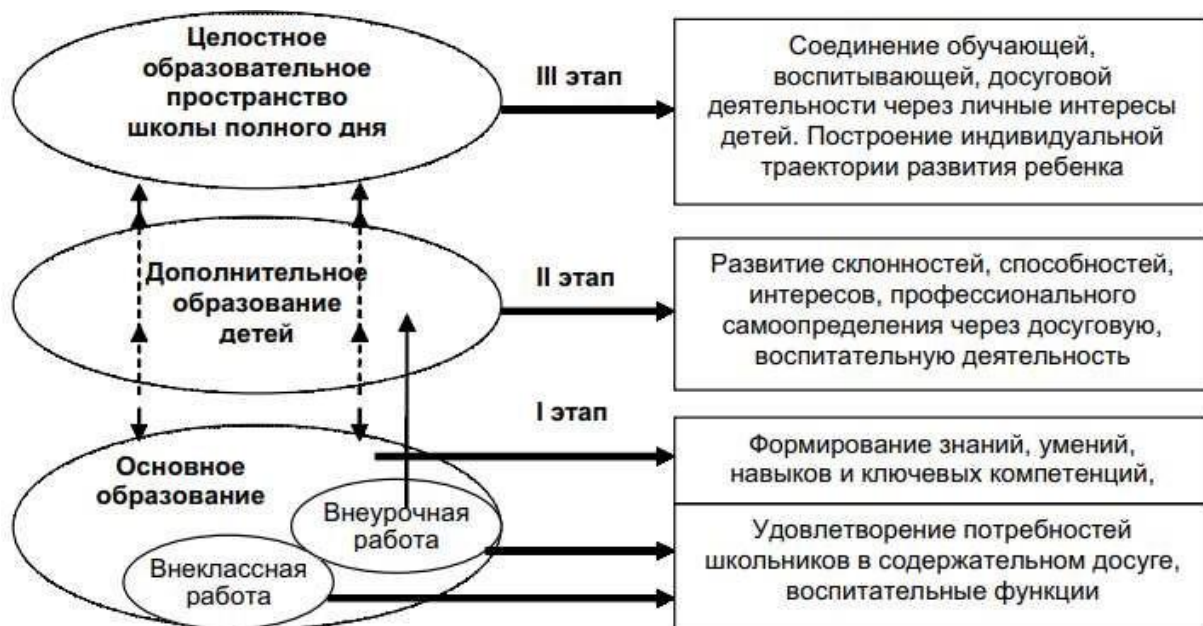 Целостное
образовательное
пространство
школы полного дня
III этап
Соединение обучающей,
воспитывающей, досуговой
деятельности через личные интересы
детей. Построение индивидуальной
траектории развития ребенка
Дополнительное
образование
детей
II этап
Развитие склонностей, способностей,
интересов, профессионального
самоопределения через досуговую,
воспитательную деятельность
I этап
Основное
образование
Формирование знаний, умений,
навыков и ключевых компетенций,
Внеурочная
работа
Внеклассная
работа
Удовлетворение потребностей
школьников в содержательном досуге,
воспитательные функции